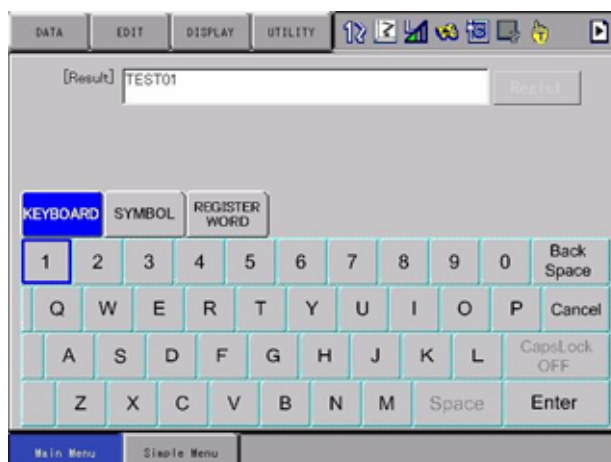 DATA EDIT DISPLAY UTILITY
[Result] TEST01 Regist
KEYBOARD SYMBOL REGISTER WORD
1 2 3 4 5 6 7 8 9 0 Back Space
Q W E R T Y U I O P Cancel
A S D F G H J K L CapsLock OFF
Z X C V B N M Space Enter
Main Menu Simple Menu